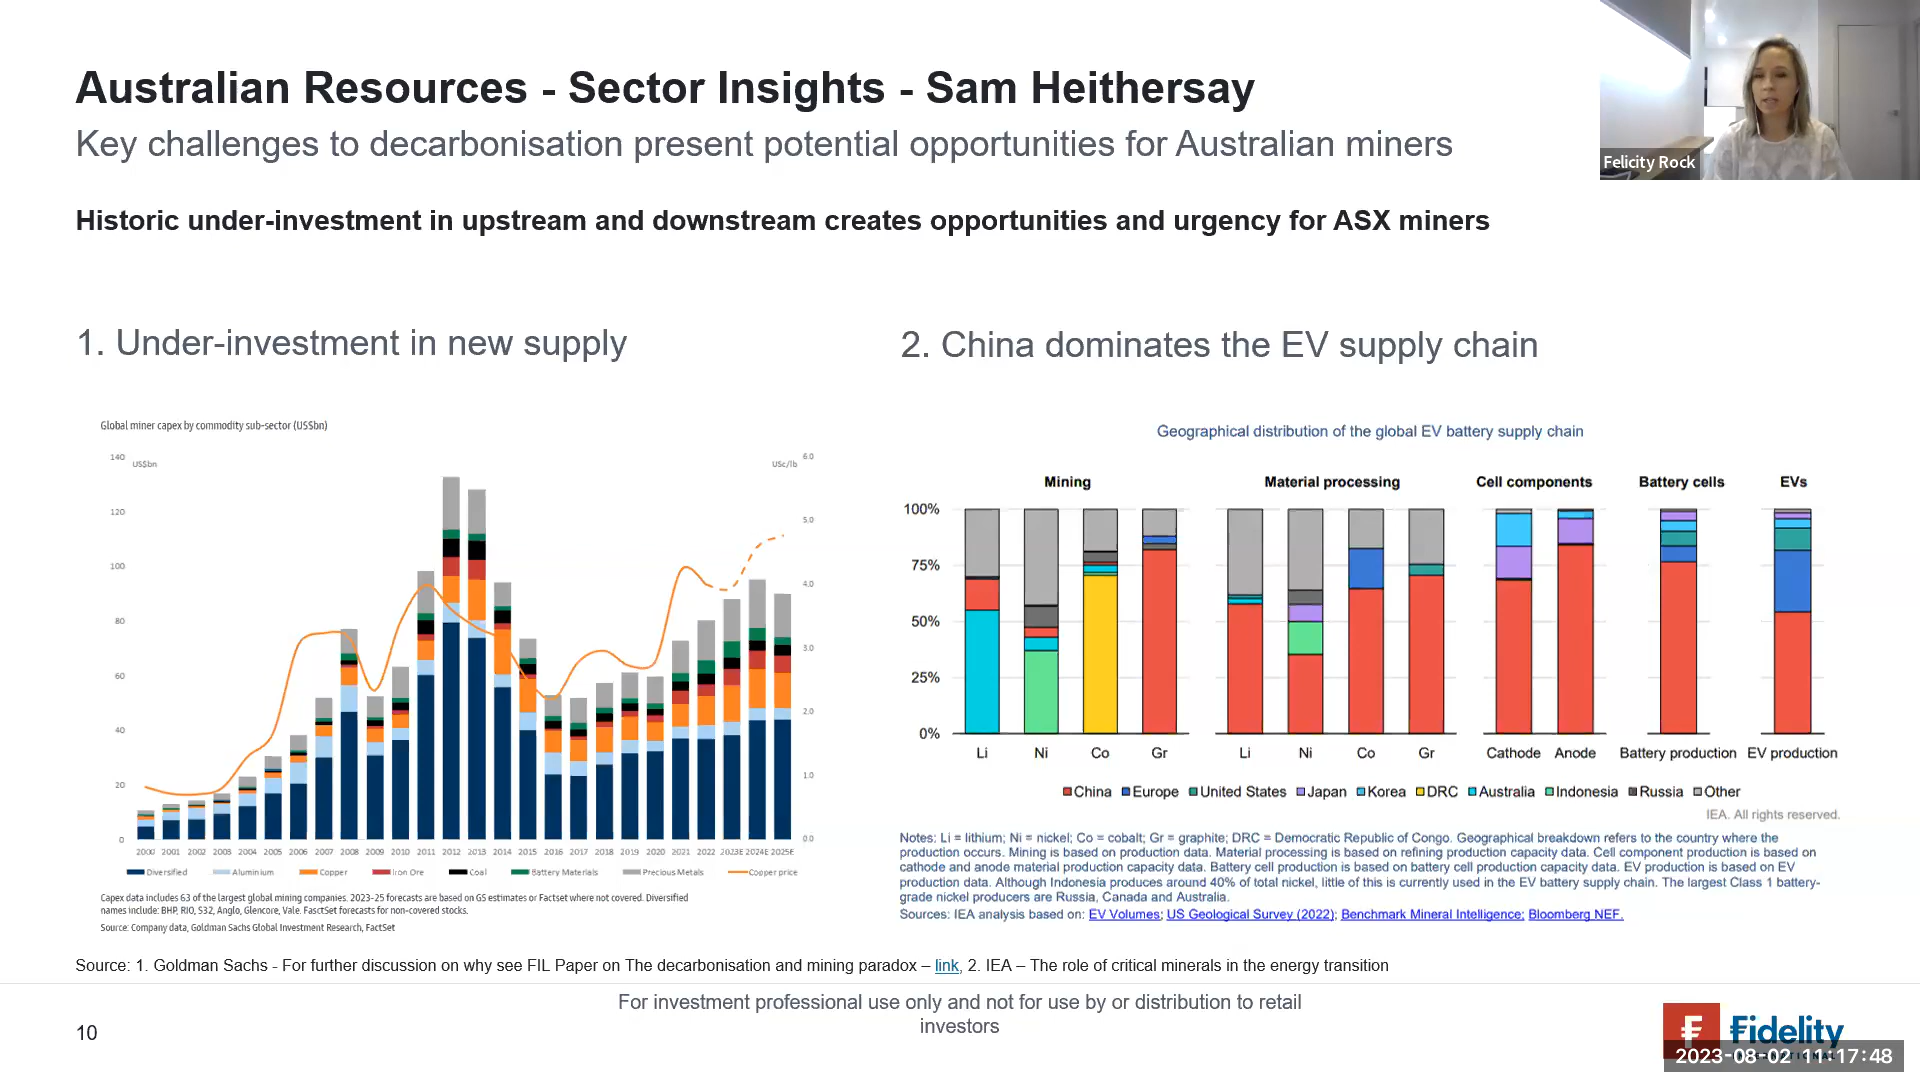 Australian Resources - Sector Insights - Sam Heithersay
Key challenges to decarbonisation present potential opportunities for Australian miners
Felicity Rock
Historic under-investment in upstream and downstream creates opportunities and urgency for ASX miners
1. Under-investment in new supply
Global miner capex by commodity sub-sector (US$bn)
US$bn
USc/lb
140
120
100
80
60
40
20
0
6.0
5.0
4.0
3.0
2.0
1.0
0.0
2000 2001 2002 2003 2004 2005 2006 2007 2008 2009 2010 2011 2012 2013 2014 2015 2016 2017 2018 2019 2020 2021 2022 2023E 2024E 2025E
Diversified Aluminium Copper Iron Ore Coal Battery Materials Precious Metals Copper price
Capex data includes 63 of the largest global mining companies. 2023-25 forecasts are based on GS estimates or Factset where not covered. Diversified
names include: BHP, RIO, S32, Anglo, Glencore, Vale. FasctSet forecasts for non-covered stocks.
Source: Company data, Goldman Sachs Global Investment Research, FactSet
2. China dominates the EV supply chain
Geographical distribution of the global EV battery supply chain
Mining Material processing Cell components Battery cells EVs
100%
75%
50%
25%
0%
Li Ni Co Gr Li Ni Co Gr Cathode Anode Battery production EV production
China Europe United States Japan Korea DRC Australia Indonesia Russia Other
IEA. All rights reserved.
Notes: Li = lithium; Ni = nickel; Co = cobalt; Gr = graphite; DRC = Democratic Republic of Congo. Geographical breakdown refers to the country where the
production occurs. Mining is based on production data. Material processing is based on refining production capacity data. Cell component production is based on
cathode and anode material production capacity data. Battery cell production is based on battery cell production capacity data. EV production is based on EV
production data. Although Indonesia produces around 40% of total nickel, little of this is currently used in the EV battery supply chain. The largest Class 1 battery-
grade nickel producers are Russia, Canada and Australia.
Sources: IEA analysis based on: EV Volumes; US Geological Survey (2022); Benchmark Mineral Intelligence; Bloomberg NEF.
Source: 1. Goldman Sachs - For further discussion on why see FIL Paper on The decarbonisation and mining paradox – link, 2. IEA – The role of critical minerals in the energy transition
For investment professional use only and not for use by or distribution to retail
investors
10
Fidelity
2023-08-02 11:17:48